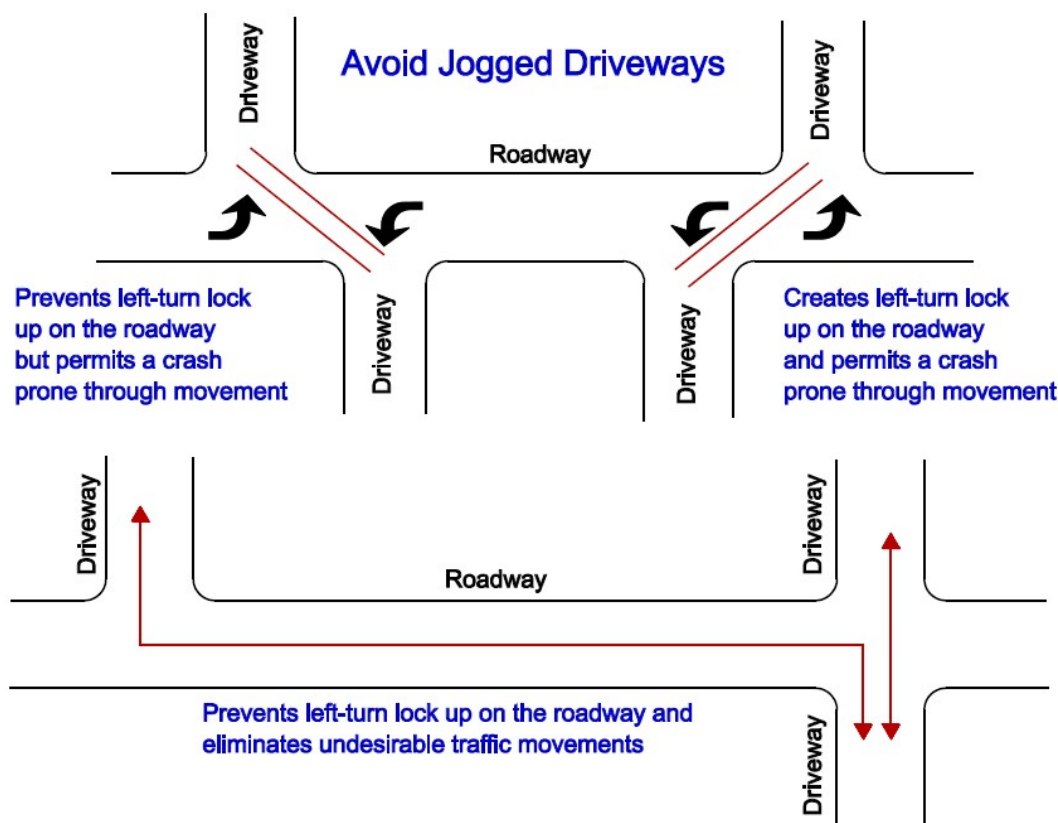 Avoid Jogged Driveways
Driveway
Driveway
Roadway
Prevents left-turn lock
up on the roadway
but permits a crash
prone through movement
Driveway
Driveway
Creates left-turn lock
up on the roadway
and permits a crash
prone through movement
Driveway
Driveway
Roadway
Prevents left-turn lock up on the roadway and
eliminates undesirable traffic movements
Driveway